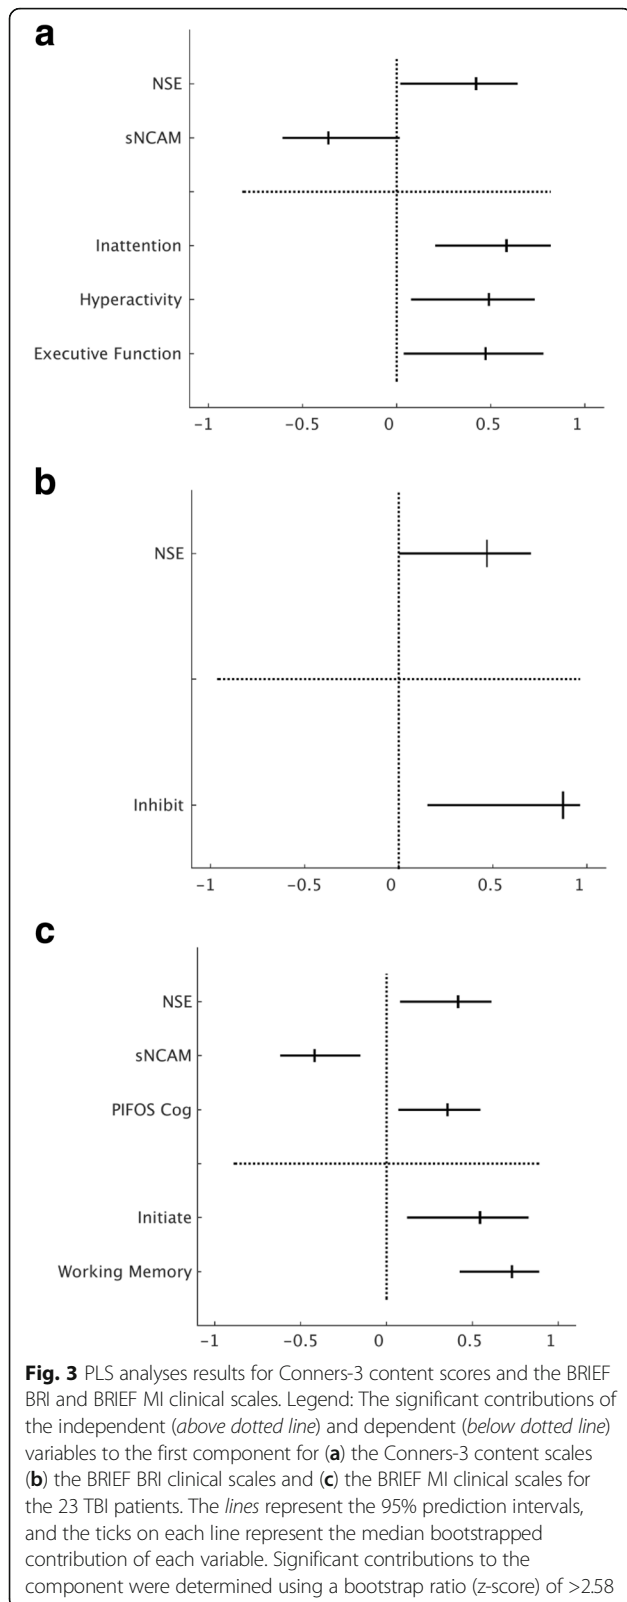 a
NSE
sNCAM
Inattention
Hyperactivity
Executive Function
−1 −0.5 0 0.5 1
b
NSE
Inhibit
−1 −0.5 0 0.5 1
c
NSE
sNCAM
PIFOS Cog
Initiate
Working Memory
−1 −0.5 0 0.5 1
Fig. 3 PLS analyses results for Conners-3 content scores and the BRIEF
BRI and BRIEF MI clinical scales. Legend: The significant contributions of
the independent (above dotted line) and dependent (below dotted line)
variables to the first component for (a) the Conners-3 content scales
(b) the BRIEF BRI clinical scales and (c) the BRIEF MI clinical scales for
the 23 TBI patients. The lines represent the 95% prediction intervals,
and the ticks on each line represent the median bootstrapped
contribution of each variable. Significant contributions to the
component were determined using a bootstrap ratio (z-score) of >2.58